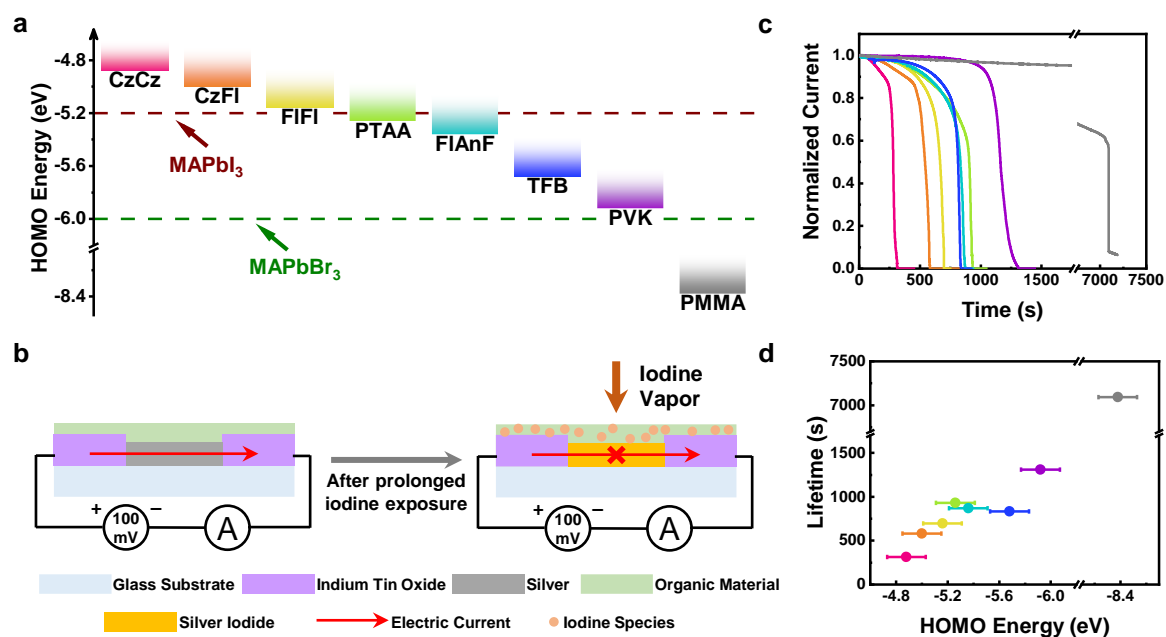 a
HOMO Energy (eV)
-4.8
-5.2
-5.6
-6.0
-8.4
CzCz
CzFl
FlFl
PTAA
FlAnF
TFB
PVK
PMMA
MAPbI₃
MAPbBr₃
b
+
100
mV
−
A
After prolonged
iodine exposure
Iodine
Vapor
+
100
mV
−
A
Glass Substrate
Indium Tin Oxide
Silver
Organic Material
Silver Iodide
Electric Current
Iodine Species
c
Normalized Current
1.0
0.8
0.6
0.4
0.2
0.0
0
500
1000
1500
7000
7500
Time (s)
d
Lifetime (s)
7500
7000
1500
1000
500
0
-4.8
-5.2
-5.6
-6.0
-8.4
HOMO Energy (eV)